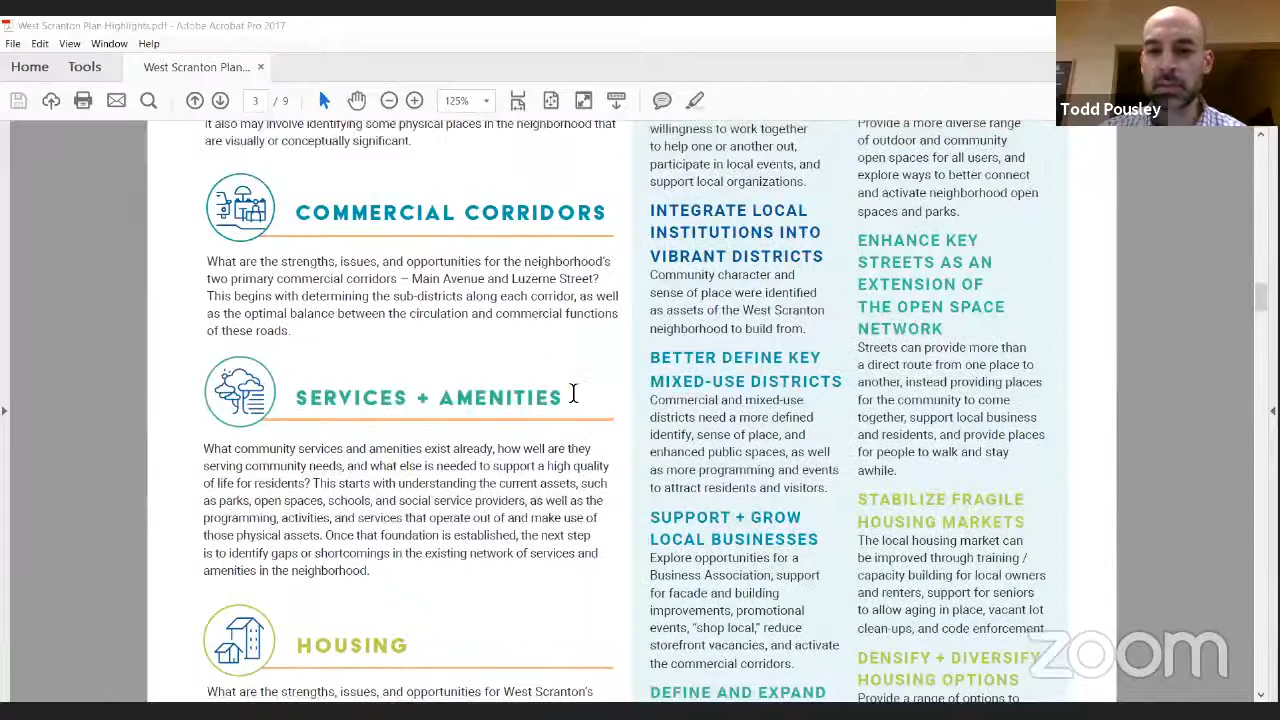 West Scranton Plan Highlights.pdf - Adobe Acrobat Pro 2017
File Edit View Window Help
Home Tools West Scranton Plan... ×
3 / 9 125%
Todd Pousley
It also may involve identifying some physical places in the neighborhood that
are visually or conceptually significant.
COMMERCIAL CORRIDORS
What are the strengths, issues, and opportunities for the neighborhood's
two primary commercial corridors – Main Avenue and Luzerne Street?
This begins with determining the sub-districts along each corridor, as well
as the optimal balance between the circulation and commercial functions
of these roads.
SERVICES + AMENITIES
What community services and amenities exist already, how well are they
serving community needs, and what else is needed to support a high quality
of life for residents? This starts with understanding the current assets, such
as parks, open spaces, schools, and social service providers, as well as the
programming, activities, and services that operate out of and make use of
those physical assets. Once that foundation is established, the next step
is to identify gaps or shortcomings in the existing network of services and
amenities in the neighborhood.
HOUSING
What are the strengths, issues, and opportunities for West Scranton's
willingness to work together
to help one or another out,
participate in local events, and
support local organizations.
INTEGRATE LOCAL
INSTITUTIONS INTO
VIBRANT DISTRICTS
Community character and
sense of place were identified
as assets of the West Scranton
neighborhood to build from.
BETTER DEFINE KEY
MIXED-USE DISTRICTS
Commercial and mixed-use
districts need a more defined
identify, sense of place, and
enhanced public spaces, as well
as more programming and events
to attract residents and visitors.
SUPPORT + GROW
LOCAL BUSINESSES
Explore opportunities for a
Business Association, support
for facade and building
improvements, promotional
events, "shop local," reduce
storefront vacancies, and activate
the commercial corridors.
DEFINE AND EXPAND
Provide a more diverse range
of outdoor and community
open spaces for all users, and
explore ways to better connect
and activate neighborhood open
spaces and parks.
ENHANCE KEY
STREETS AS AN
EXTENSION OF
THE OPEN SPACE
NETWORK
Streets can provide more than
a direct route from one place to
another, instead providing places
for the community to come
together, support local business
and residents, and provide places
for people to walk and stay
awhile.
STABILIZE FRAGILE
HOUSING MARKETS
The local housing market can
be improved through training /
capacity building for local owners
and renters, support for seniors
to allow aging in place, vacant lot
clean-ups, and code enforcement
DENSIFY + DIVERSIFY
HOUSING OPTIONS
Provide a range of options to
zoom